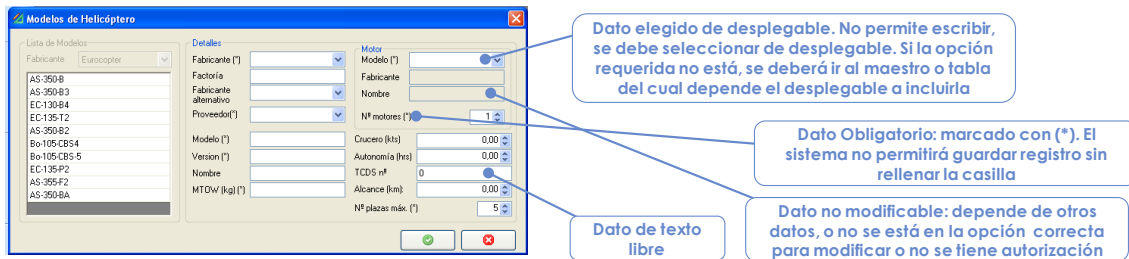 Modelos de Helicóptero
Lista de Modelos
Fabricante Eurocopter
AS-350-B
AS-350-B3
EC-130-B4
EC-135-T2
AS-350-B2
Bo-105-CBS4
Bo-105-CBS-5
EC-135-P2
AS-355-F2
AS-350-BA
Detalles
Fabricante (*)
Factoría
Fabricante
alternativo
Proveedor(*)
Modelo (*)
Version (*)
Nombre
MTOW (kg) (*)
Motor
Modelo (*)
Fabricante
Nombre
Nº motores (*) 1
Crucero (kts) 0,00
Autonomía (hrs) 0,00
TCDS nº 0
Alcance (km): 0,00
Nº plazas máx. (*) 5
Dato elegido de desplegable. No permite escribir,
se debe seleccionar de desplegable. Si la opción
requerida no está, se deberá ir al maestro o tabla
del cual depende el desplegable a incluirla
Dato Obligatorio: marcado con (*). El
sistema no permitirá guardar registro sin
rellenar la casilla
Dato no modificable: depende de otros
datos, o no se está en la opción correcta
para modificar o no se tiene autorización
Dato de texto
libre